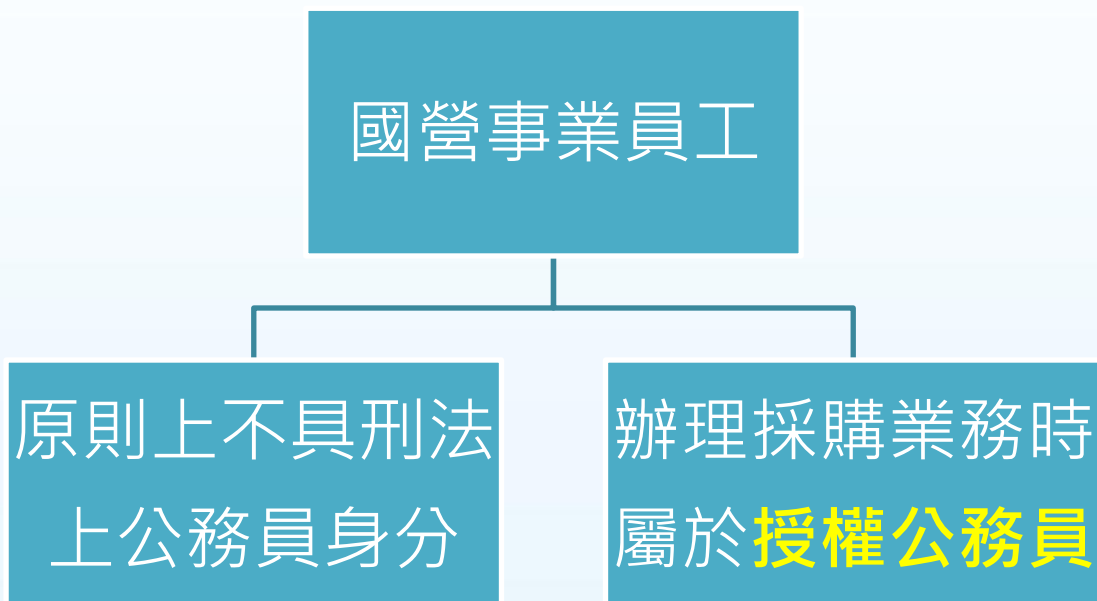 國營事業員工
原則上不具刑法
上公務員身分
辦理採購業務時
屬於授權公務員